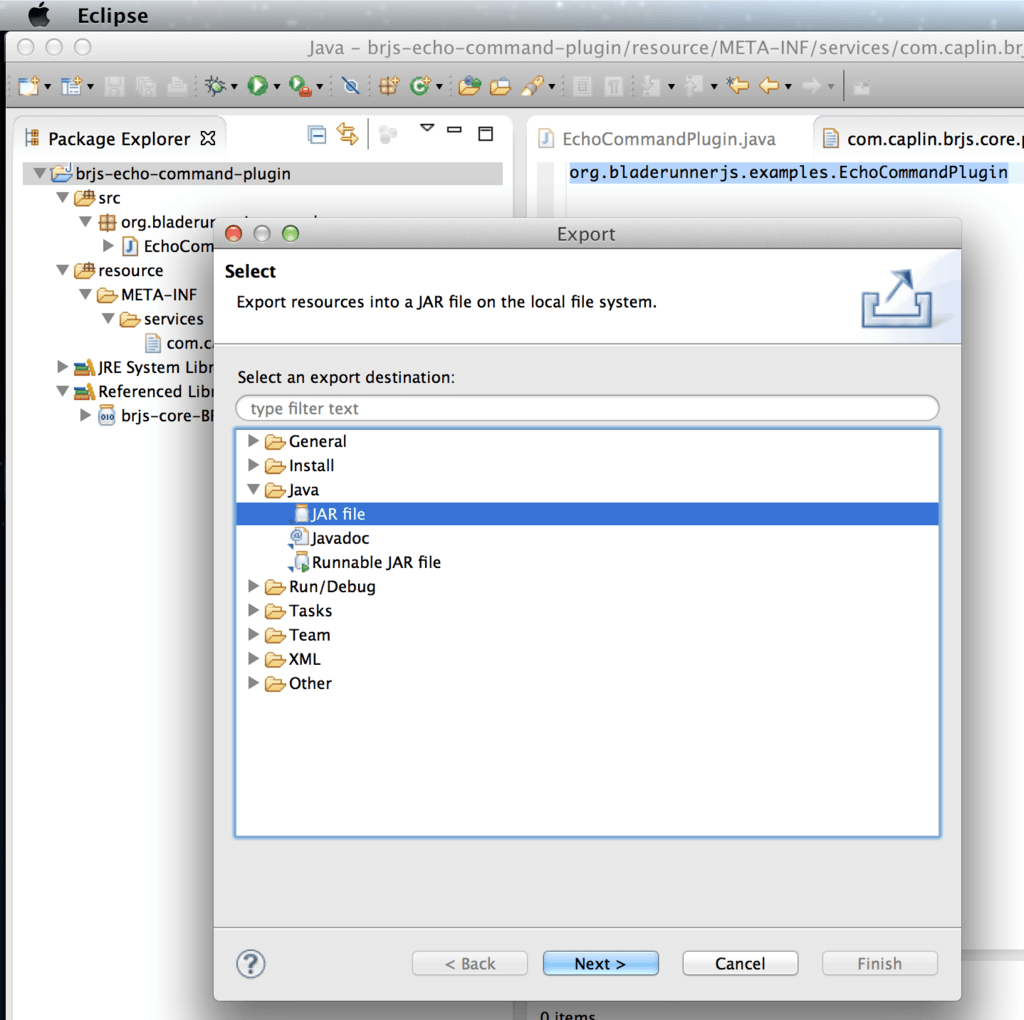 Eclipse
Java – brjs-echo-command-plugin/resource/META-INF/services/com.caplin.br
Package Explorer
EchoCommandPlugin.java
com.caplin.brjs.core.
brjs-echo-command-plugin
org.bladerunnerjs.examples.EchoCommandPlugin
src
org.bladerun
EchoCom
resource
META-INF
services
com.c
JRE System Libr
Referenced Libr
brjs-core-B
Export
Select
Export resources into a JAR file on the local file system.
Select an export destination:
type filter text
General
Install
Java
JAR file
Javadoc
Runnable JAR file
Run/Debug
Tasks
Team
XML
Other
?
< Back
Next >
Cancel
Finish
0 items